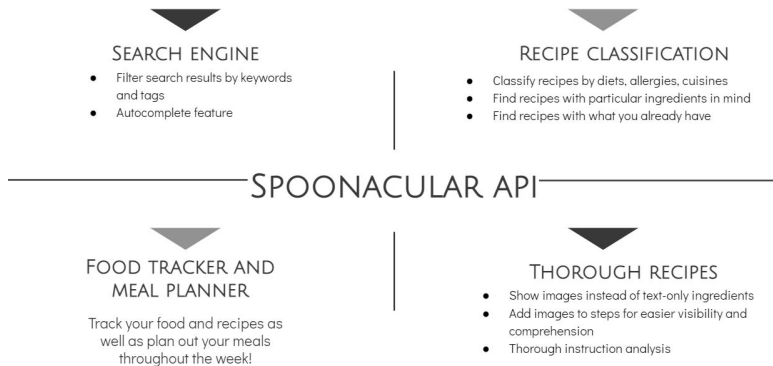 SEARCH ENGINE
● Filter search results by keywords
and tags
● Autocomplete feature
RECIPE CLASSIFICATION
● Classify recipes by diets, allergies, cuisines
● Find recipes with particular ingredients in mind
● Find recipes with what you already have
SPOONACULAR API
FOOD TRACKER AND
MEAL PLANNER
Track your food and recipes as
well as plan out your meals
throughout the week!
THOROUGH RECIPES
● Show images instead of text-only ingredients
● Add images to steps for easier visibility and
comprehension
● Thorough instruction analysis